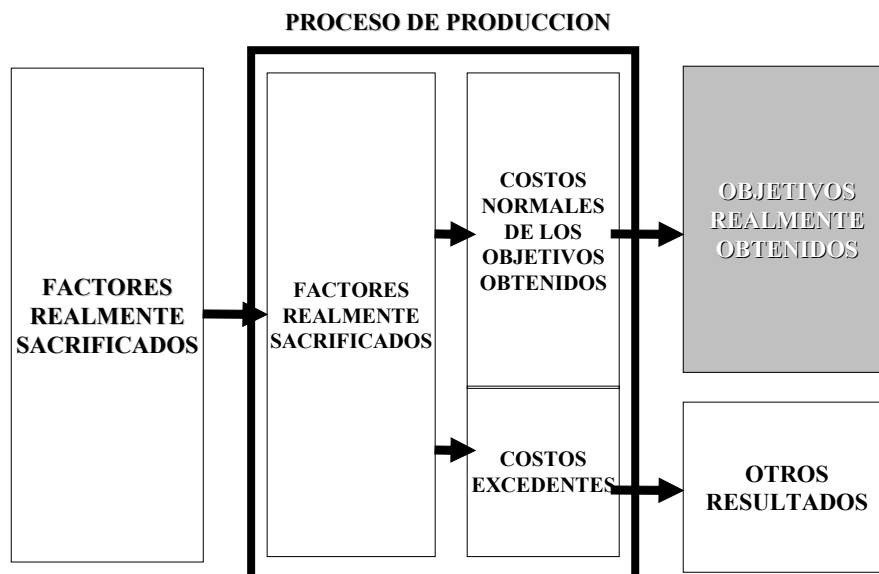 PROCESO DE PRODUCCION
FACTORES
REALMENTE
SACRIFICADOS
FACTORES
REALMENTE
SACRIFICADOS
COSTOS
NORMALES
DE LOS
OBJETIVOS
OBTENIDOS
COSTOS
EXCEDENTES
OBJETIVOS
REALMENTE
OBTENIDOS
OTROS
RESULTADOS